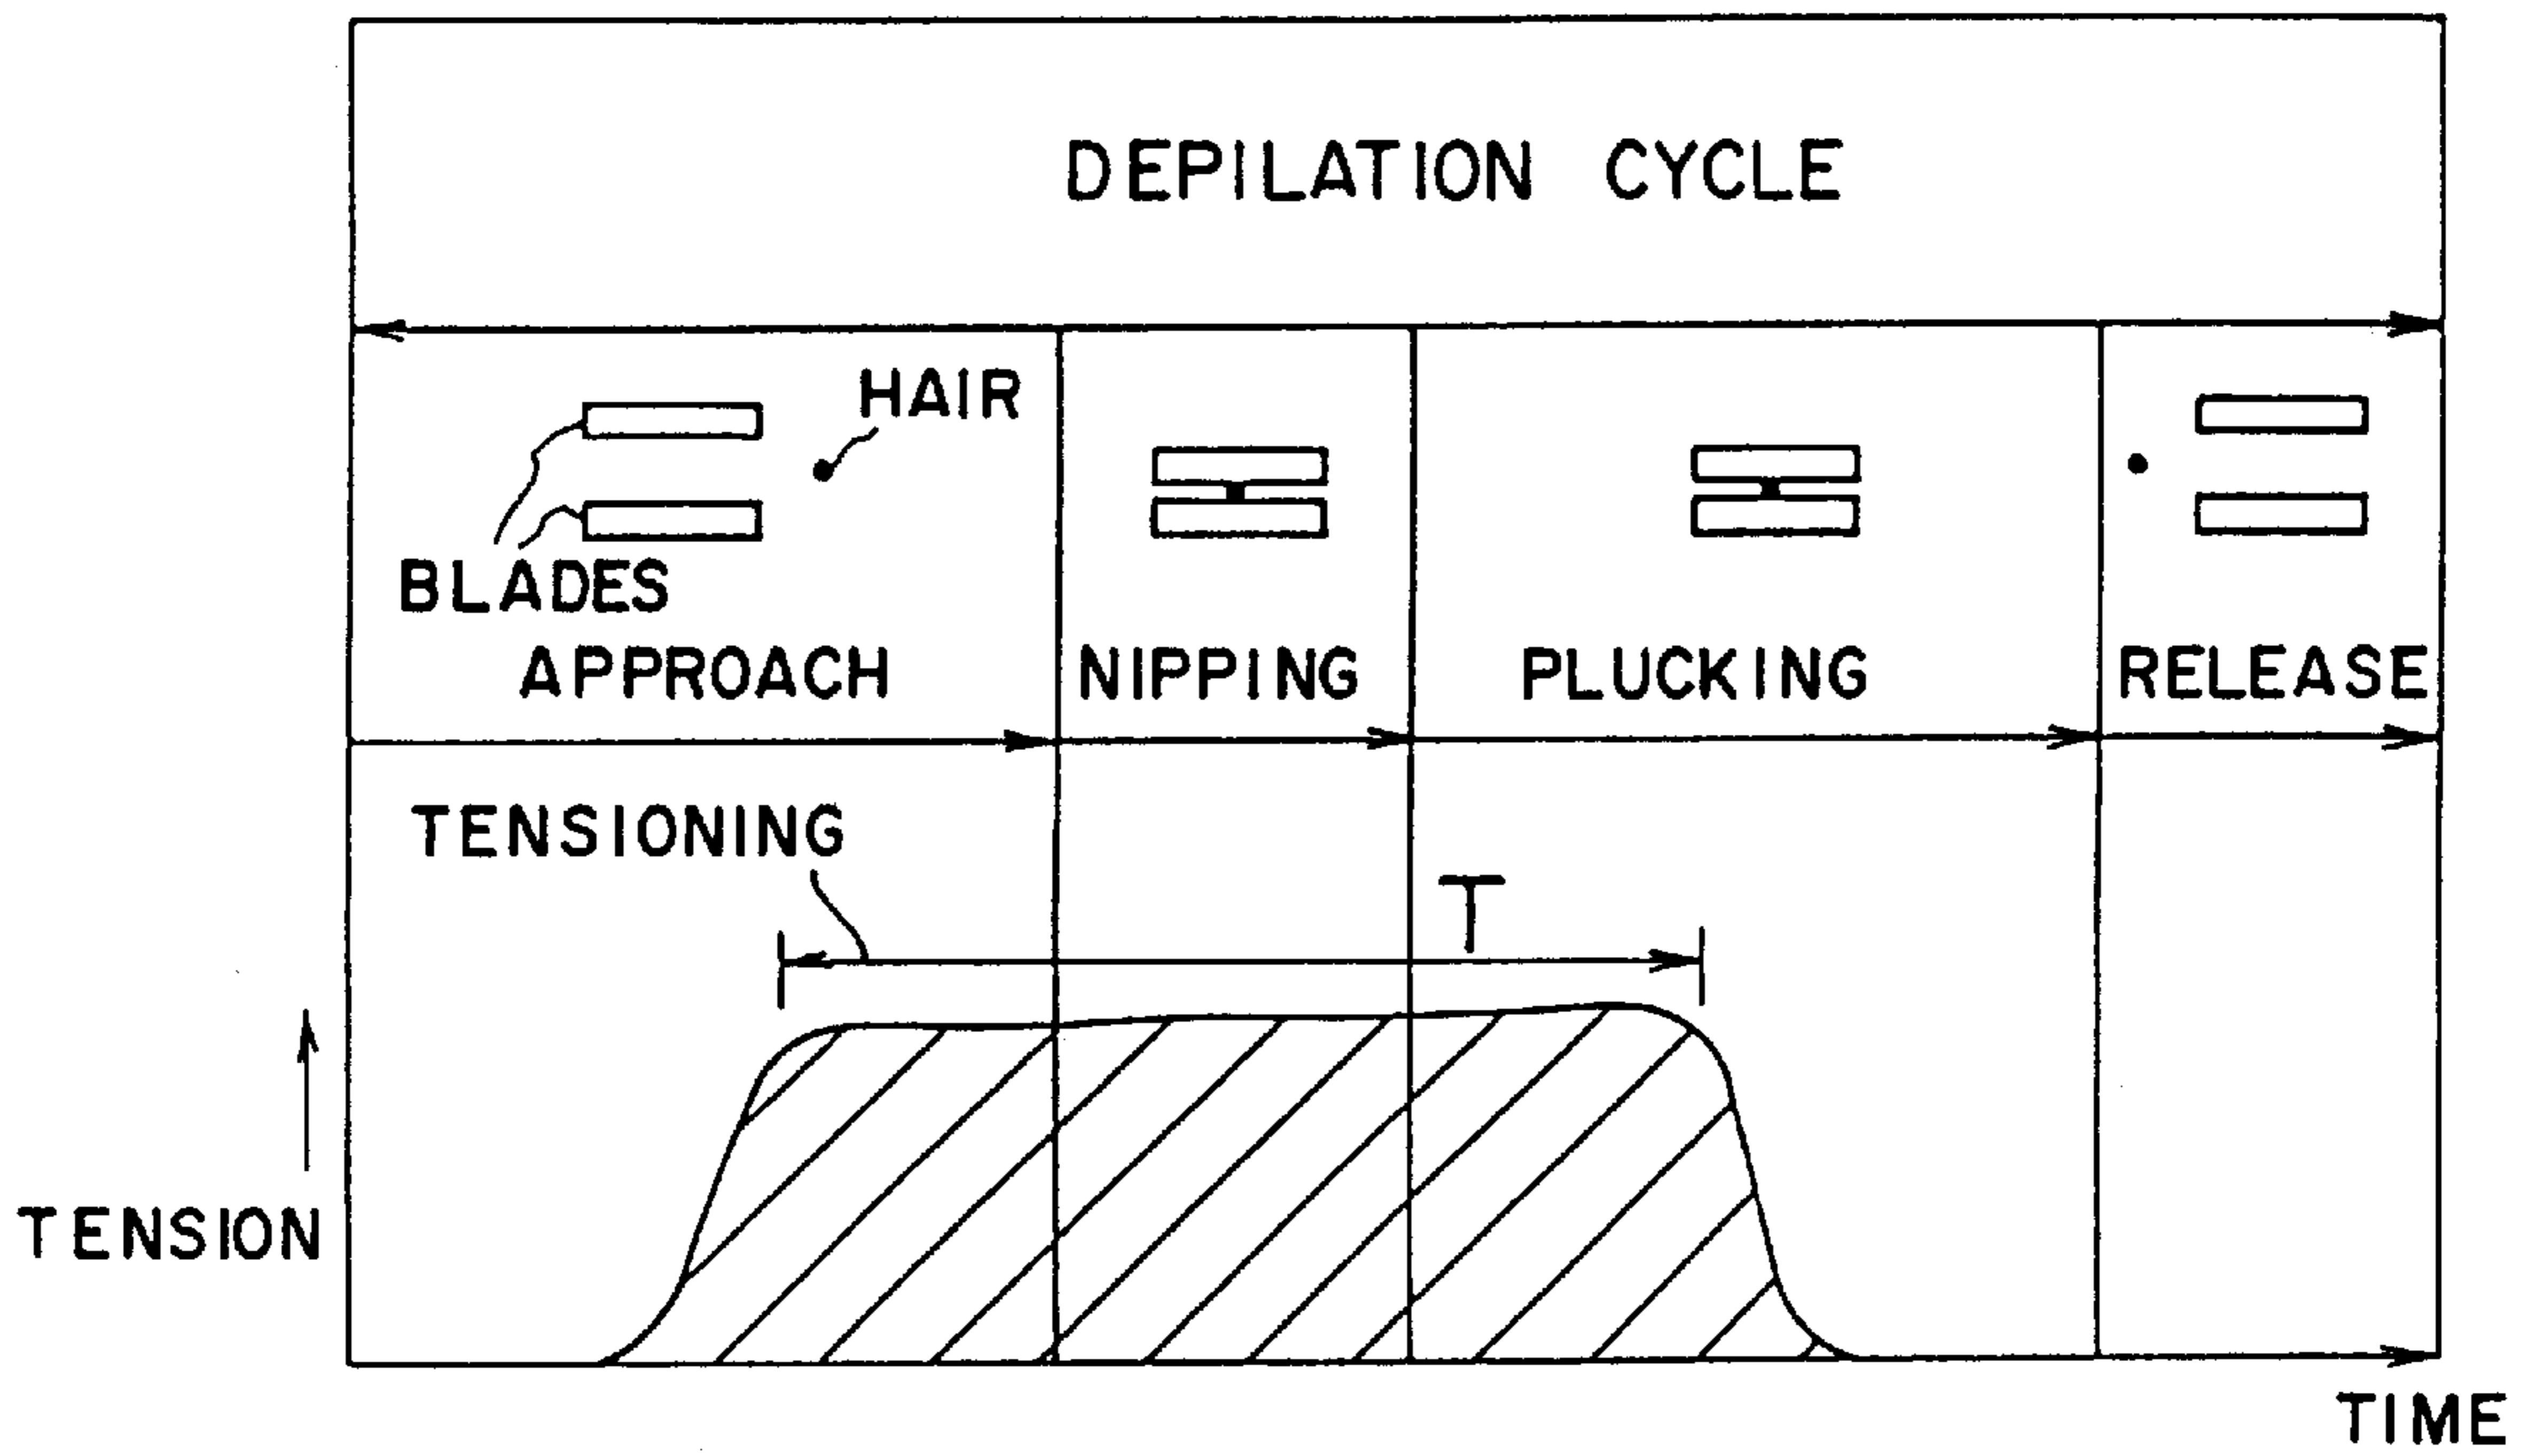 DEPILATION CYCLE
HAIR
BLADES
APPROACH
NIPPING
PLUCKING
RELEASE
TENSIONING
T
TENSION
TIME